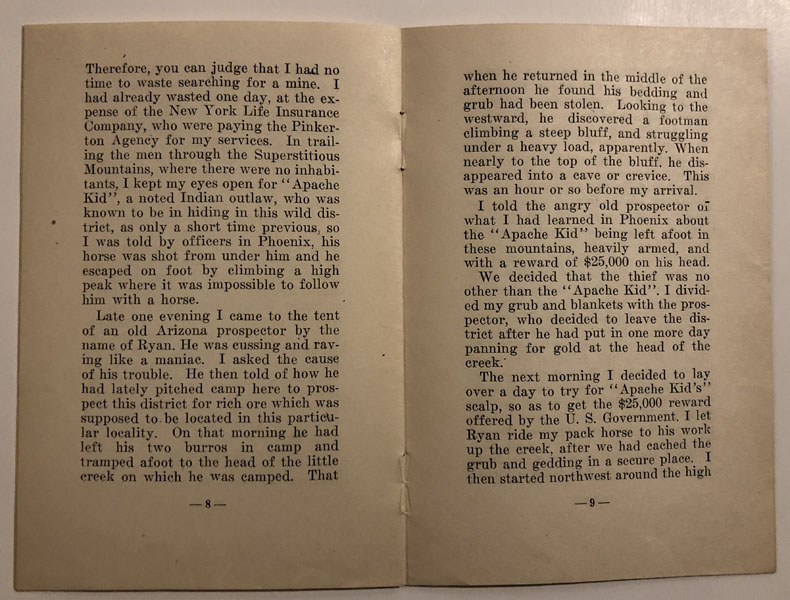 Therefore, you can judge that I had no
time to waste searching for a mine. I
had already wasted one day, at the ex-
pense of the New York Life Insurance
Company, who were paying the Pinker-
ton Agency for my services. In trail-
ing the men through the Superstitious
Mountains, where there were no inhabi-
tants, I kept my eyes open for "Apache
Kid", a noted Indian outlaw, who was
known to be in hiding in this wild dis-
trict, as only a short time previous, so
I was told by officers in Phoenix, his
horse was shot from under him and he
escaped on foot by climbing a high
peak where it was impossible to follow
him with a horse.
Late one evening I came to the tent
of an old Arizona prospector by the
name of Ryan. He was cussing and rav-
ing like a maniac. I asked the cause
of his trouble. He then told of how he
had lately pitched camp here to pros-
pect this district for rich ore which was
supposed to be located in this particu-
lar locality. On that morning he had
left his two burros in camp and
tramped afoot to the head of the little
creek on which he was camped. That
— 8 —
when he returned in the middle of the
afternoon he found his bedding and
grub had been stolen. Looking to the
westward, he discovered a footman
climbing a steep bluff, and struggling
under a heavy load, apparently. When
nearly to the top of the bluff. he dis-
appeared into a cave or crevice. This
was an hour or so before my arrival.
I told the angry old prospector of
what I had learned in Phoenix about
the "Apache Kid" being left afoot in
these mountains, heavily armed, and
with a reward of $25,000 on his head.
We decided that the thief was no
other than the "Apache Kid". I divid-
ed my grub and blankets with the pros-
pector, who decided to leave the dis-
trict after he had put in one more day
panning for gold at the head of the
creek.
The next morning I decided to lay
over a day to try for "Apache Kid's"
scalp, so as to get the $25,000 reward
offered by the U. S. Government. I let
Ryan ride my pack horse to his work
up the creek, after we had cached the
grub and gedding in a secure place. I
then started northwest around the high
— 9 —